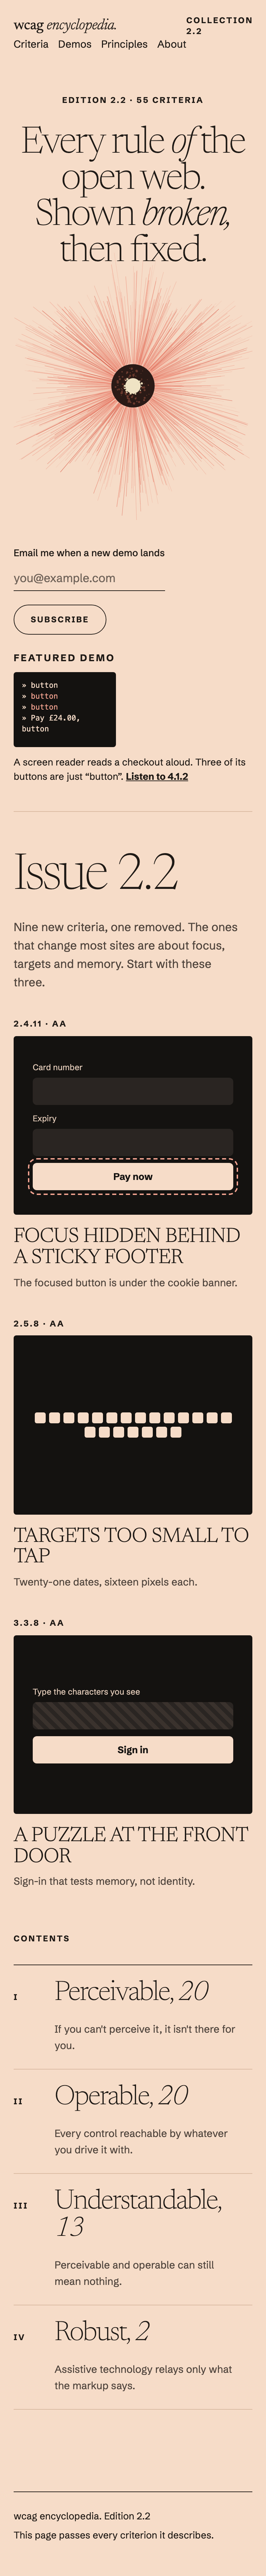 wcag encyclopedia.
COLLECTION
2.2
Criteria Demos Principles About
EDITION 2.2 · 55 CRITERIA
Every rule of the
open web.
Shown broken,
then fixed.
Email me when a new demo lands
you@example.com
SUBSCRIBE
FEATURED DEMO
» button
» button
» button
» Pay £24.00,
button
A screen reader reads a checkout aloud. Three of its
buttons are just “button”. Listen to 4.1.2
Issue 2.2
Nine new criteria, one removed. The ones
that change most sites are about focus,
targets and memory. Start with these
three.
2.4.11 · AA
Card number
Expiry
Pay now
FOCUS HIDDEN BEHIND
A STICKY FOOTER
The focused button is under the cookie banner.
2.5.8 · AA
TARGETS TOO SMALL TO
TAP
Twenty-one dates, sixteen pixels each.
3.3.8 · AA
Type the characters you see
Sign in
A PUZZLE AT THE FRONT
DOOR
Sign-in that tests memory, not identity.
CONTENTS
I
Perceivable, 20
If you can't perceive it, it isn't there for
you.
II
Operable, 20
Every control reachable by whatever
you drive it with.
III
Understandable,
13
Perceivable and operable can still
mean nothing.
IV
Robust, 2
Assistive technology relays only what
the markup says.
wcag encyclopedia. Edition 2.2
This page passes every criterion it describes.